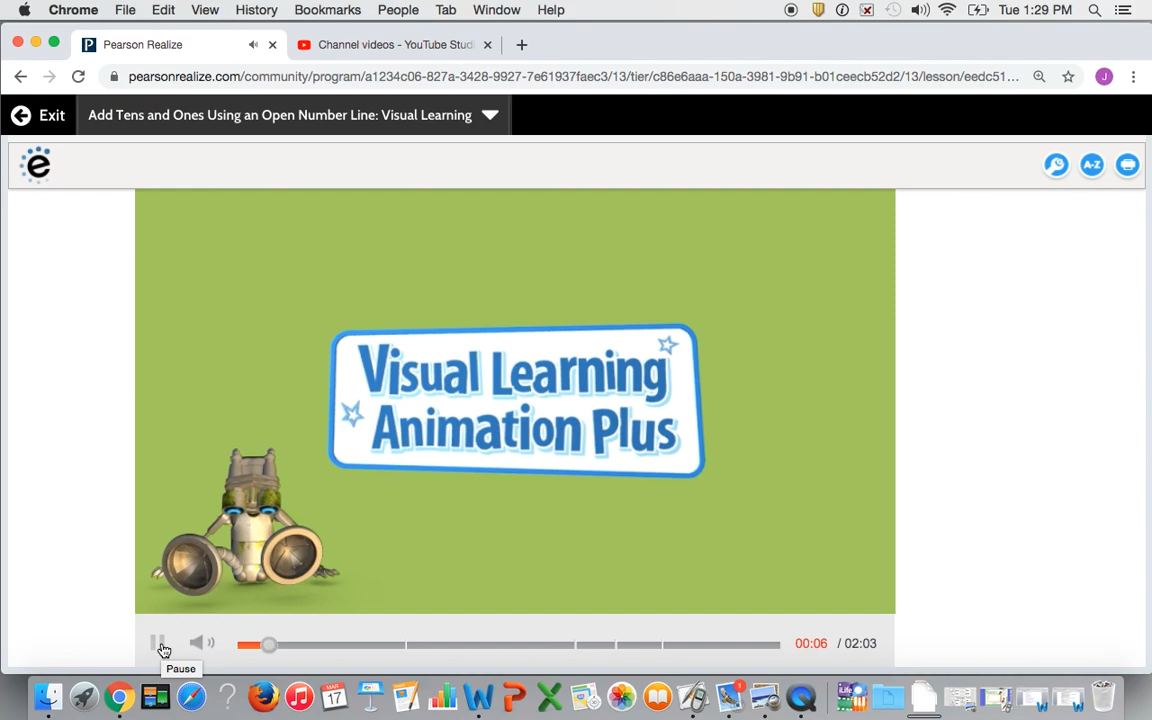 Chrome File Edit View History Bookmarks People Tab Window Help Tue 1:29 PM
Pearson Realize Channel videos - YouTube Stud
pearsonrealize.com/community/program/a1234c06-827a-3428-9927-7e61937faec3/13/tier/c86e6aaa-150a-3981-9b91-b01ceecb52d2/13/lesson/eedc51... J
Exit Add Tens and Ones Using an Open Number Line: Visual Learning
e A-Z
Visual Learning
Animation Plus
00:06 / 02:03
Pause
MAR
17
1